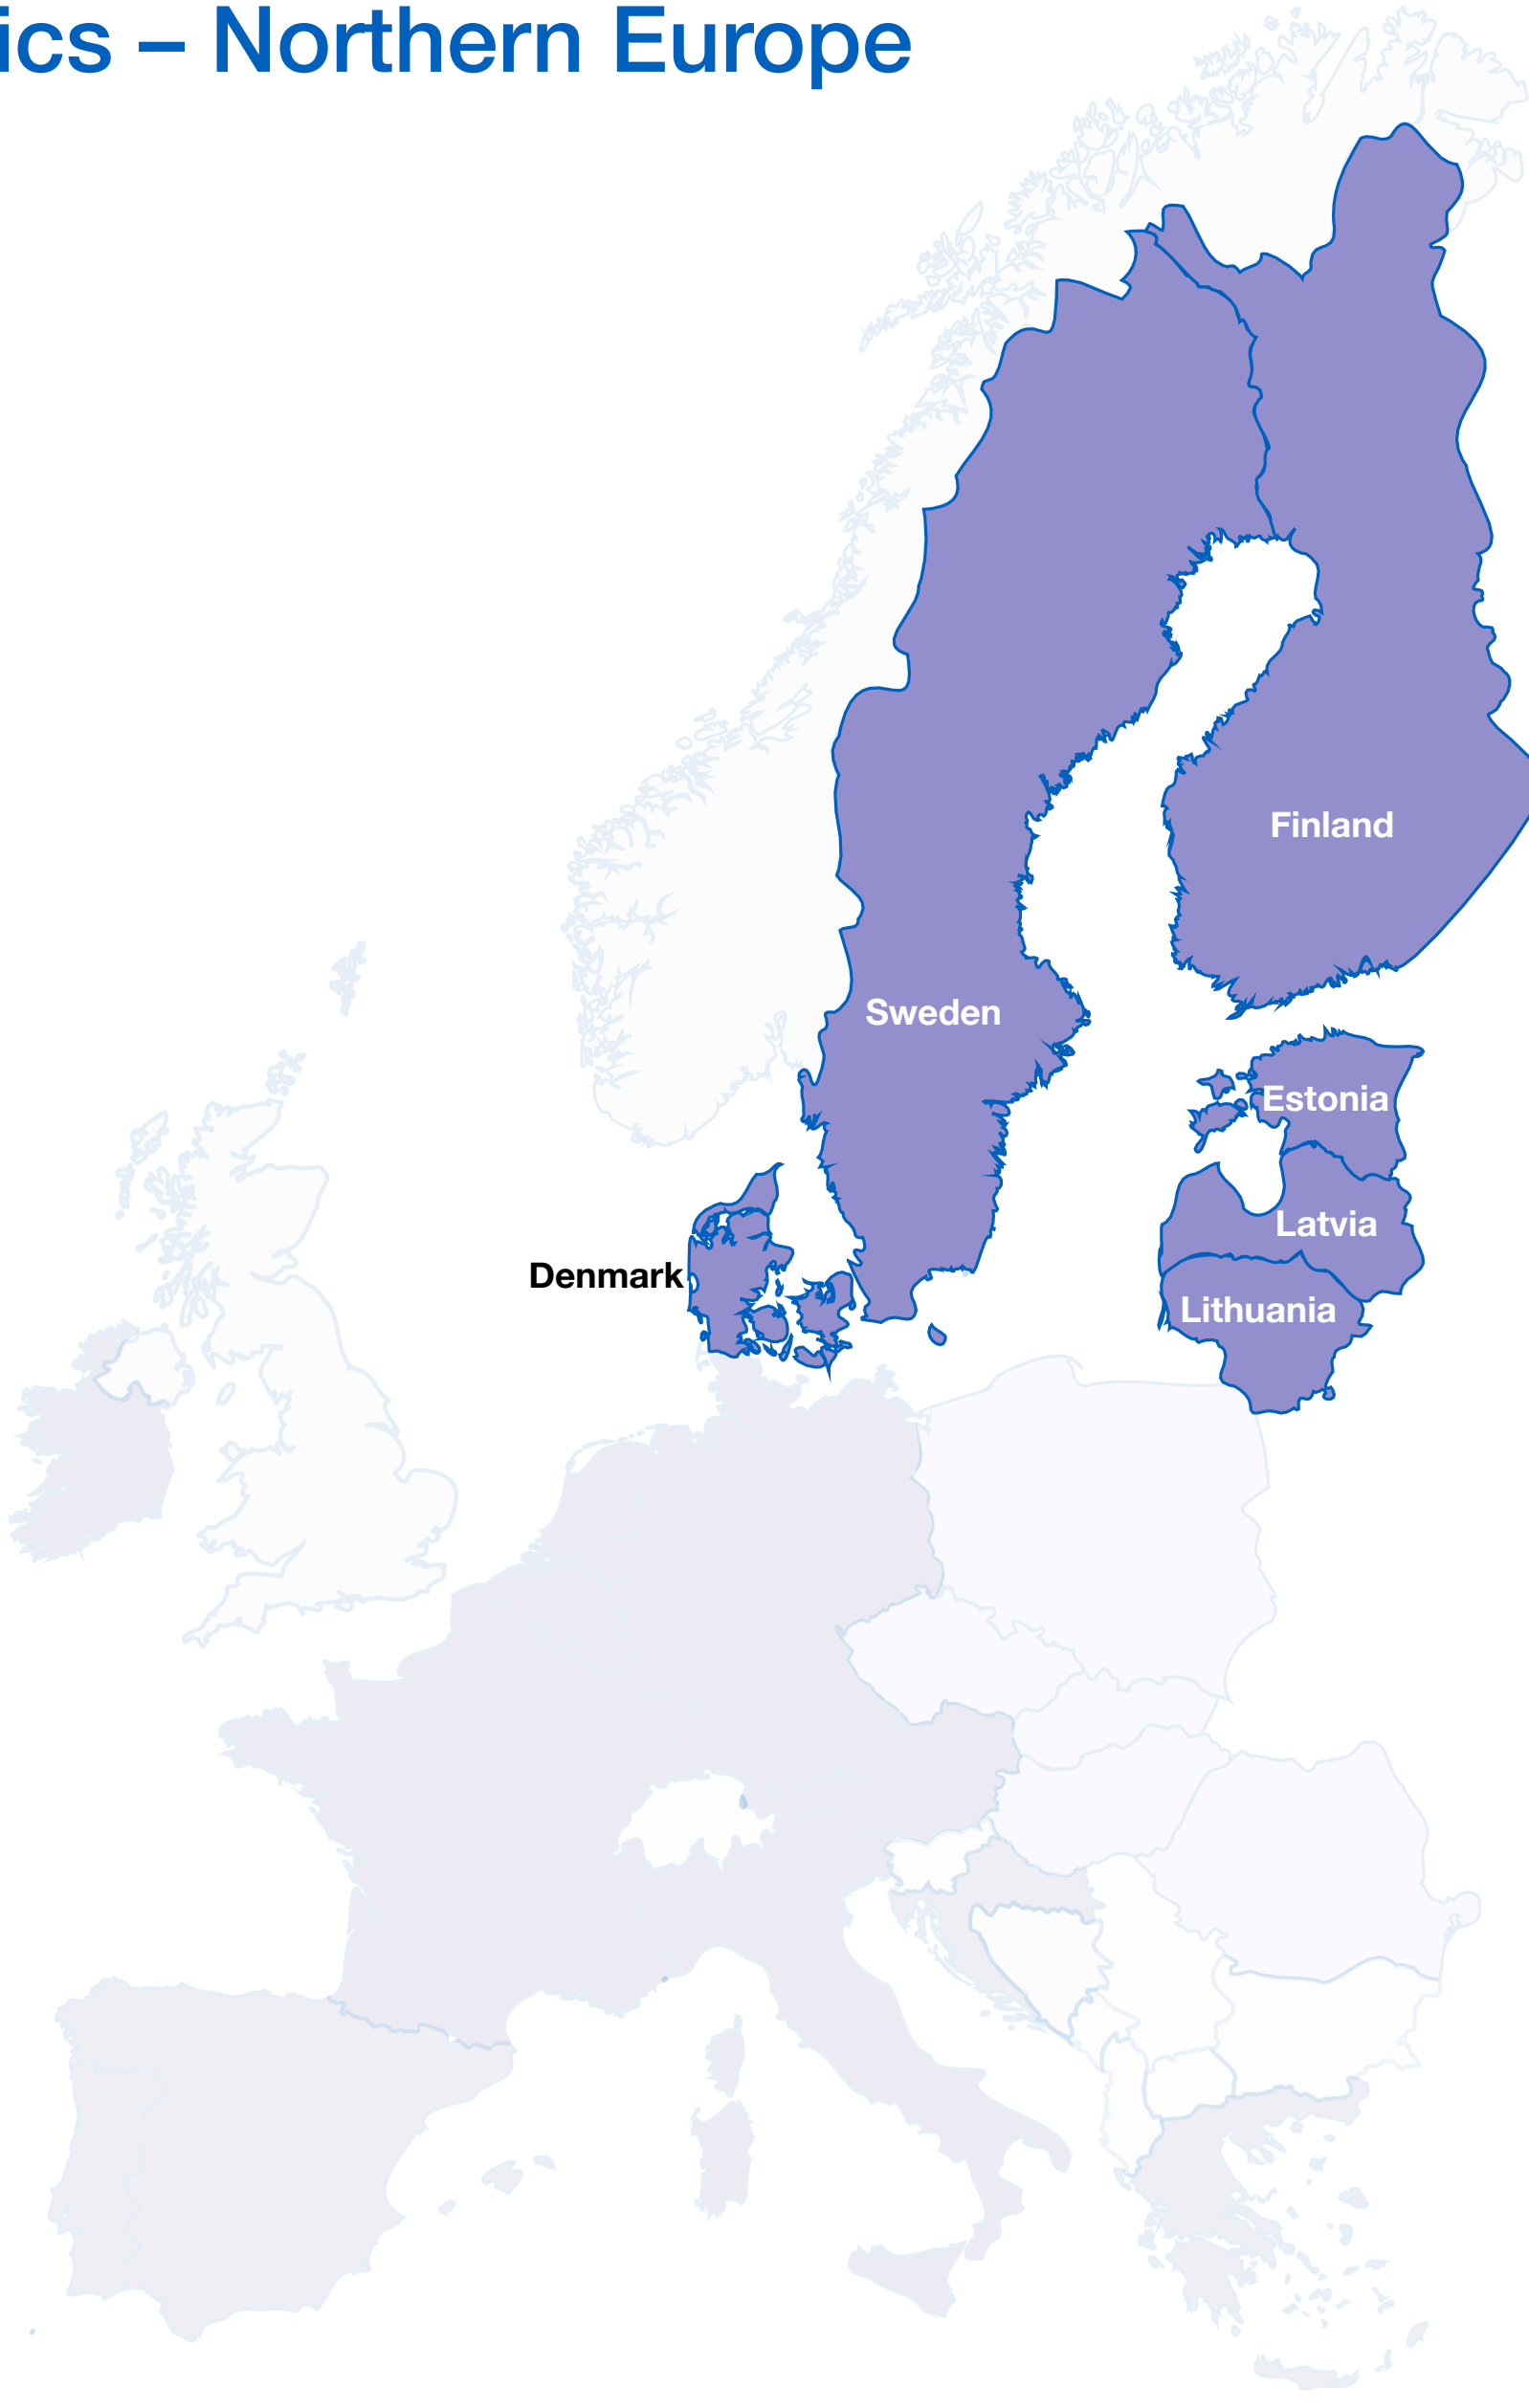 ics – Northern Europe
Finland
Sweden
Estonia
Latvia
Denmark
Lithuania